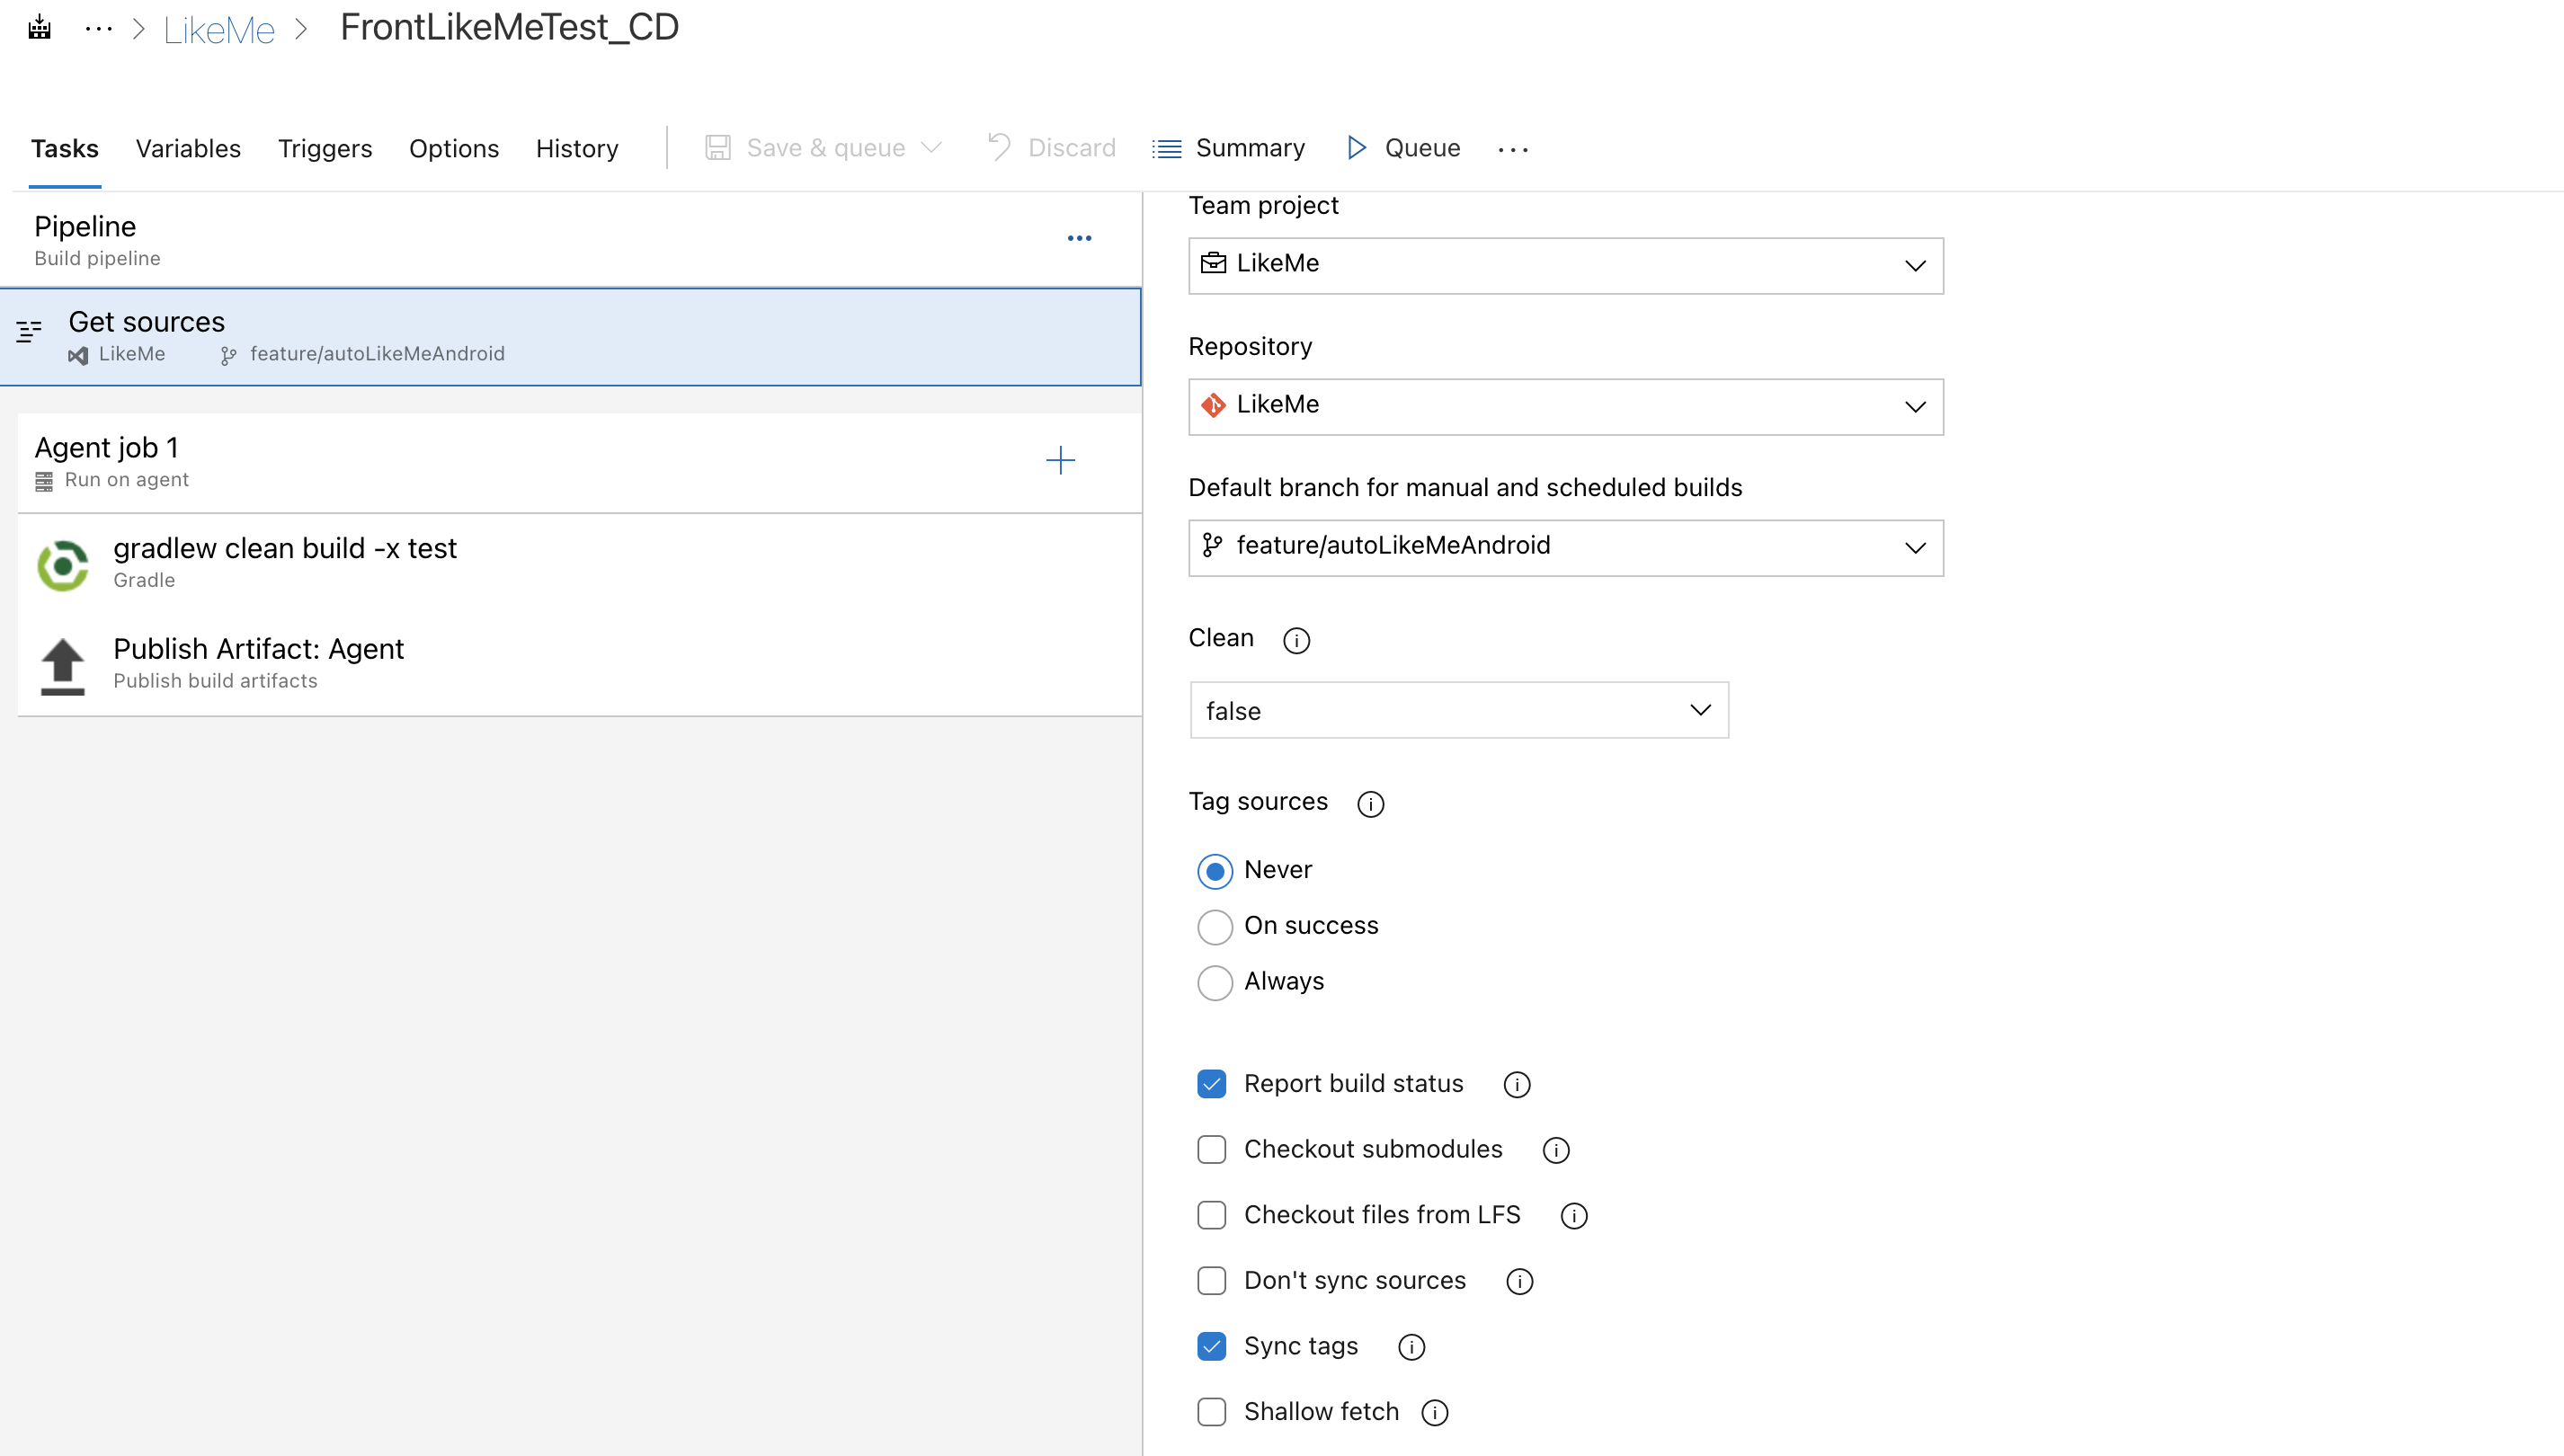 ··· > LikeMe > FrontLikeMeTest_CD
Tasks Variables Triggers Options History Save & queue Discard Summary Queue ···
Pipeline
Build pipeline
Get sources
LikeMe feature/autoLikeMeAndroid
Agent job 1
Run on agent
gradlew clean build -x test
Gradle
Publish Artifact: Agent
Publish build artifacts
Team project
LikeMe
Repository
LikeMe
Default branch for manual and scheduled builds
feature/autoLikeMeAndroid
Clean
false
Tag sources
Never
On success
Always
Report build status
Checkout submodules
Checkout files from LFS
Don't sync sources
Sync tags
Shallow fetch